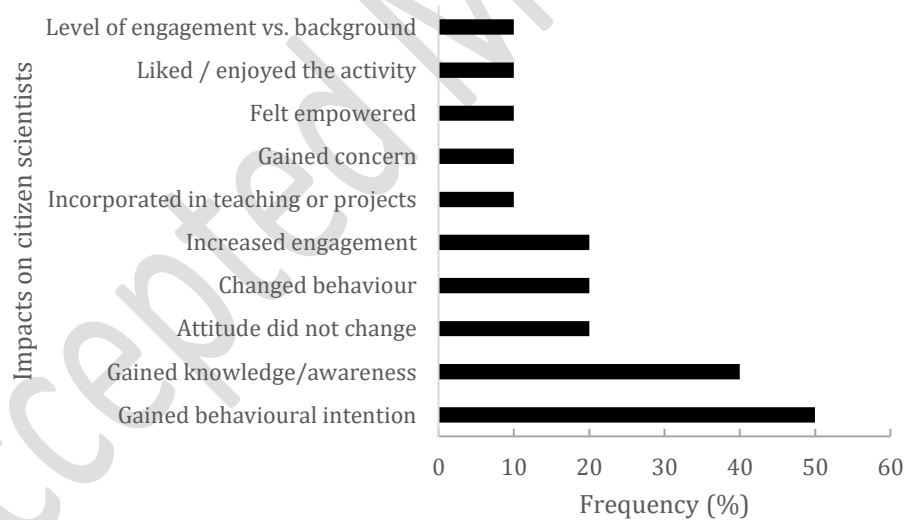 Level of engagement vs. background
Liked / enjoyed the activity
Felt empowered
Gained concern
Incorporated in teaching or projects
Increased engagement
Changed behaviour
Attitude did not change
Gained knowledge/awareness
Gained behavioural intention
Impacts on citizen scientists
0 10 20 30 40 50 60
Frequency (%)
ccepted M